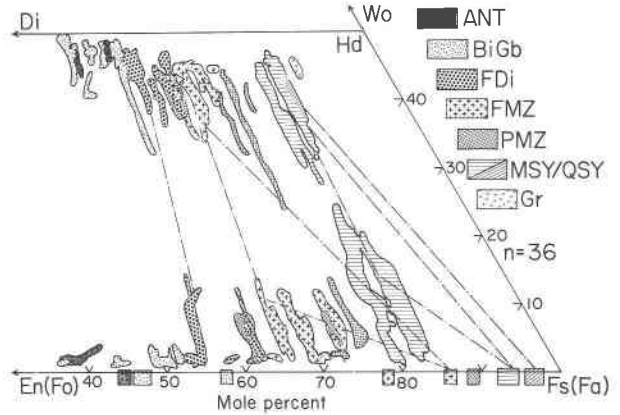 Di
Hd
Wo
ANT
BiGb
FDi
FMZ
PMZ
MSY/QSY
Gr
40
30
20
n=36
10
En(Fo)
40
50
60
70
80
Fs(Fa)
Mole percent